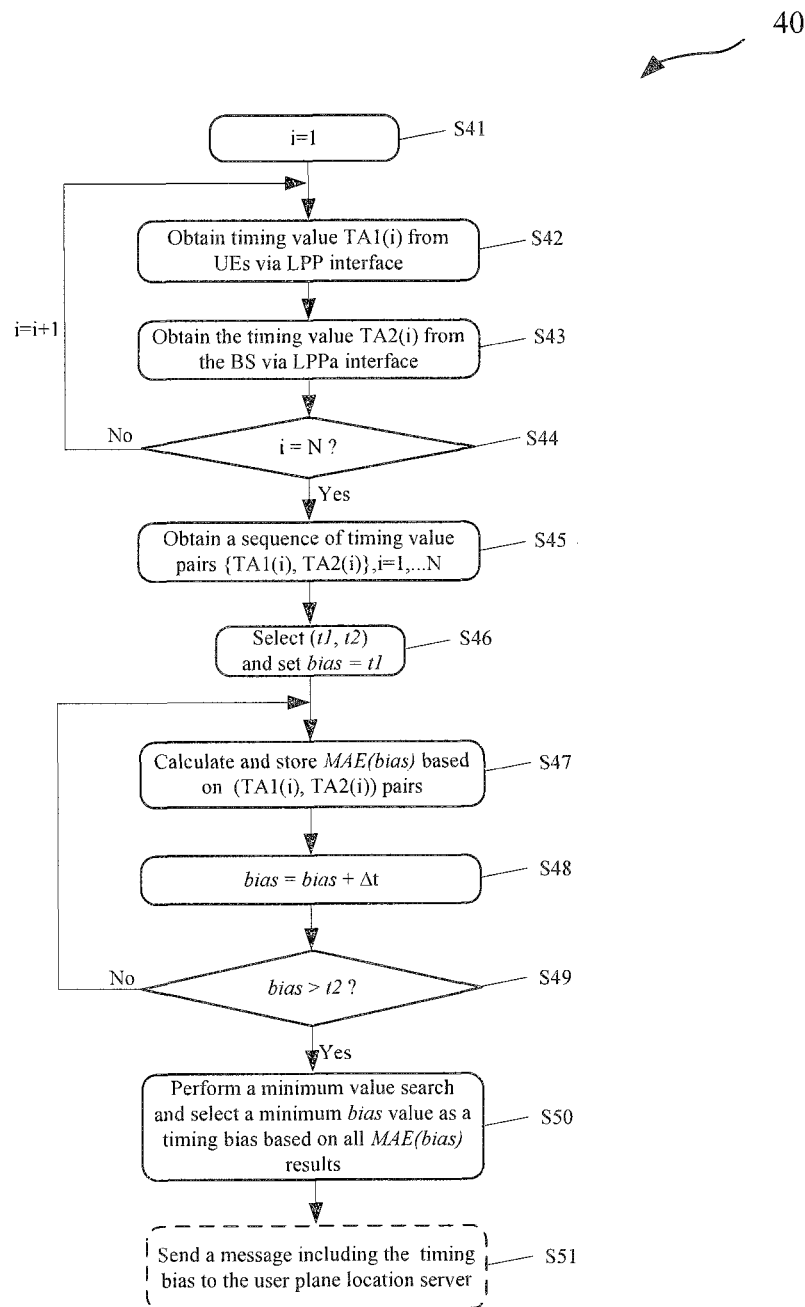 40
i=1
S41
Obtain timing value TA1(i) from
UEs via LPP interface
S42
i=i+1
Obtain the timing value TA2(i) from
the BS via LPPa interface
S43
No
i = N ?
S44
Yes
Obtain a sequence of timing value
pairs {TA1(i), TA2(i)},i=1,...N
S45
Select (t1, t2)
and set bias = t1
S46
Calculate and store MAE(bias) based
on (TA1(i), TA2(i)) pairs
S47
bias = bias + Δt
S48
No
bias > t2 ?
S49
Yes
Perform a minimum value search
and select a minimum bias value as a
timing bias based on all MAE(bias)
results
S50
Send a message including the timing
bias to the user plane location server
S51